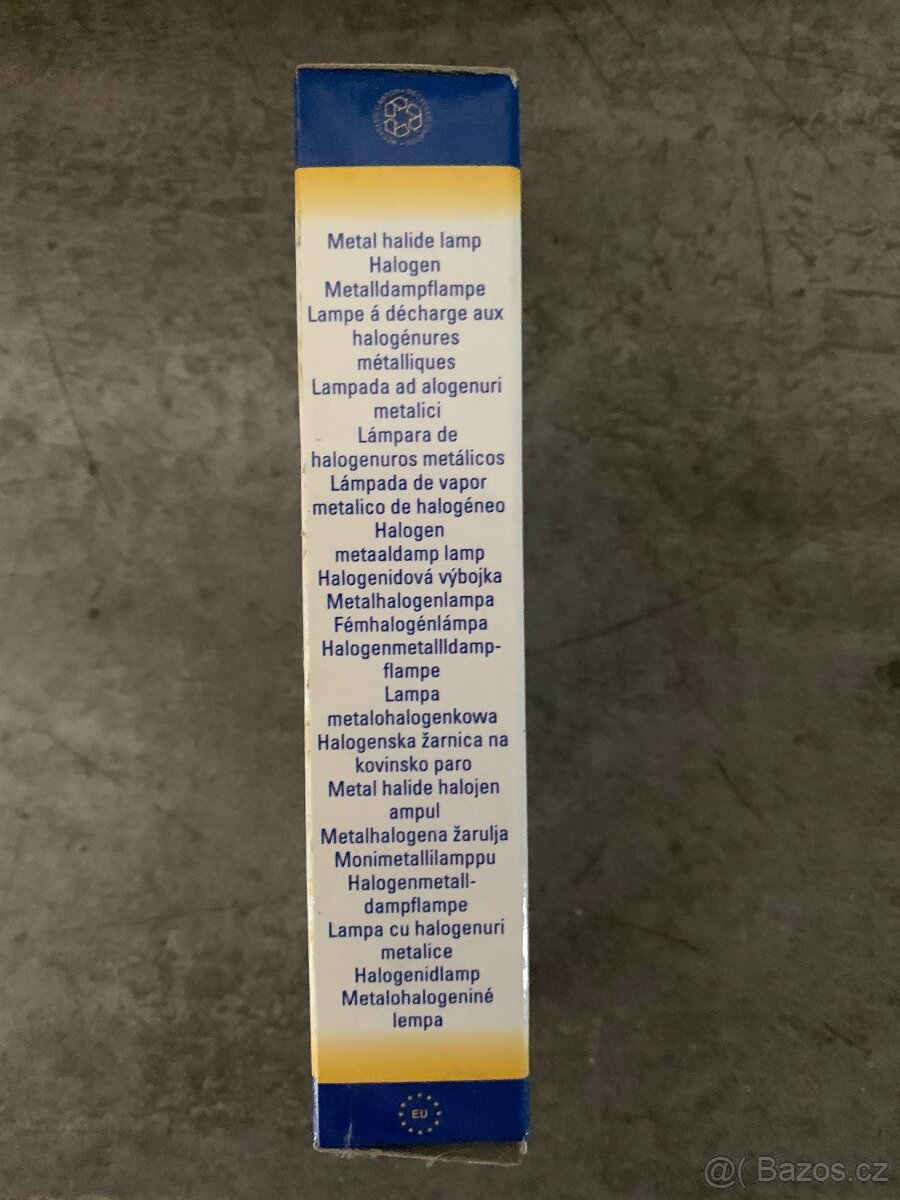 Metal halide lamp
Halogen
Metalldampflampe
Lampe á décharge aux
halogénures
métalliques
Lampada ad alogenuri
metalici
Lámpara de
halogenuros metálicos
Lámpada de vapor
metalico de halogéneo
Halogen
metaaldamp lamp
Halogenidová výbojka
Metalhalogenlampa
Fémhalogénlámpa
Halogenmetallldamp-
flampe
Lampa
metalohalogenkowa
Halogenska žarnica na
kovinsko paro
Metal halide halojen
ampul
Metalhalogena žarulja
Monimetallilamppu
Halogenmetall-
dampflampe
Lampa cu halogenuri
metalice
Halogenidlamp
Metalohalogeniné
lempa
EU
@( Bazos.cz